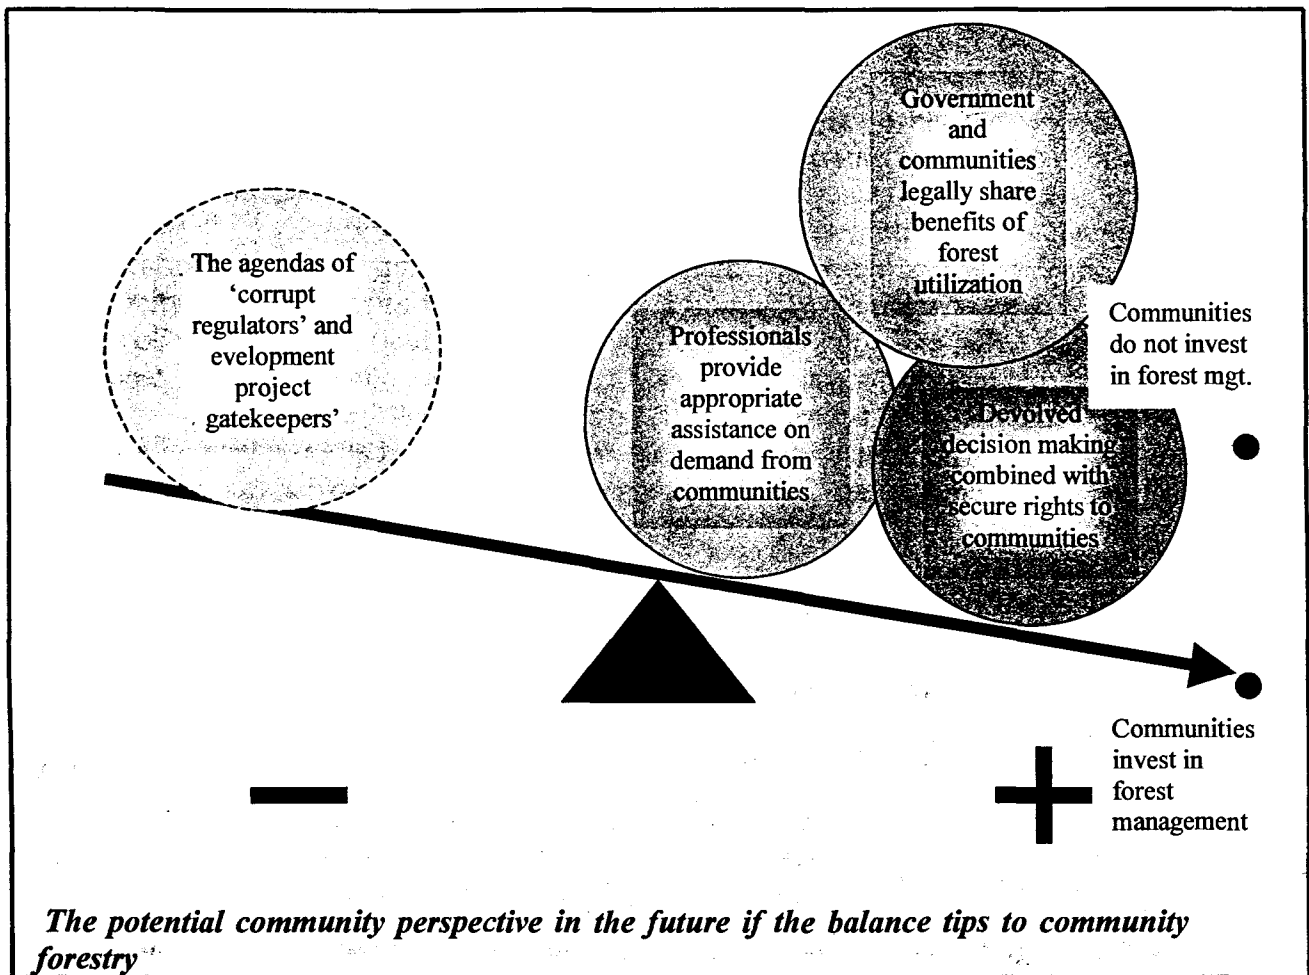 Government
and
communities
legally share
benefits of
forest
utilization
The agendas of
‘corrupt
regulators’ and
evelopment
project
gatekeepers’
Professionals
provide
appropriate
assistance on
demand from
communities
Communities
do not invest
in forest mgt.
Devolved
decision making
combined with
secure rights to
communities
Communities
invest in
forest
management
The potential community perspective in the future if the balance tips to community
forestry